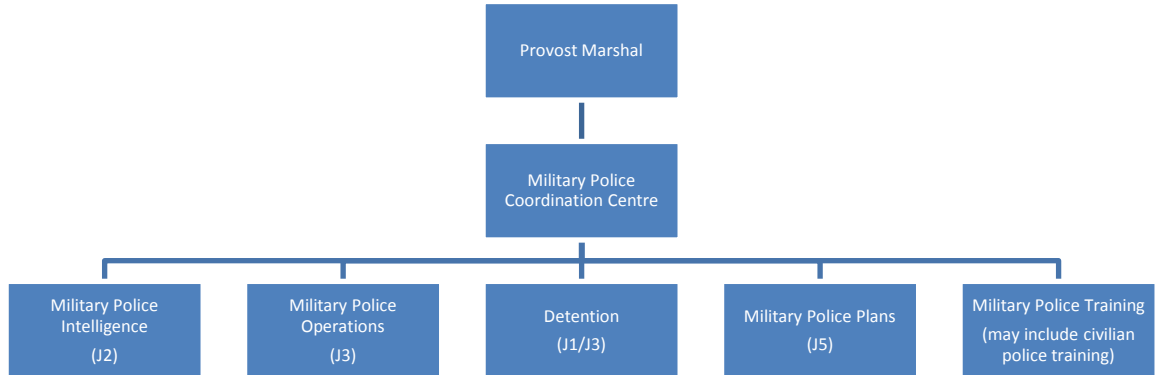 Provost Marshal
Military Police
Coordination Centre
Military Police
Intelligence
(J2)
Military Police
Operations
(J3)
Detention
(J1/J3)
Military Police Plans
(J5)
Military Police Training
(may include civilian
police training)